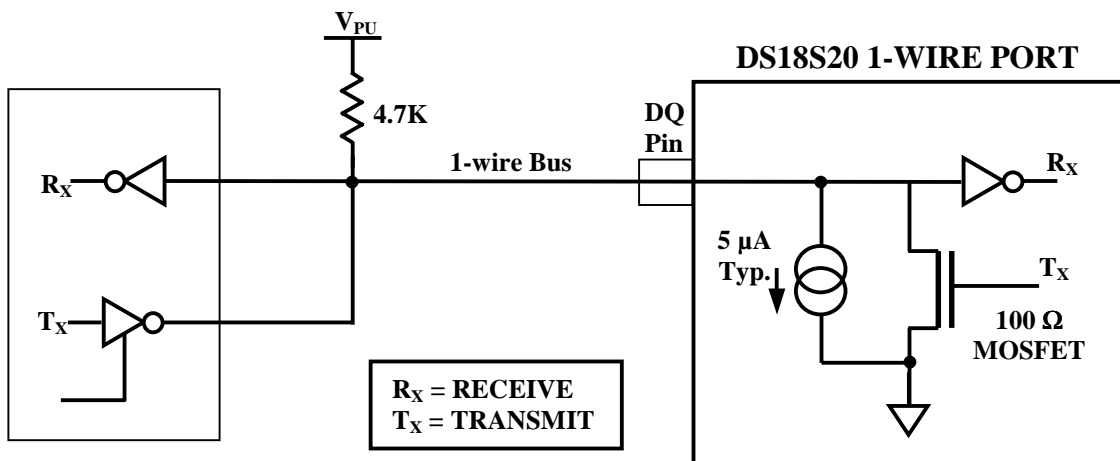 V_PU
DS18S20 1-WIRE PORT
4.7K
DQ
Pin
1-wire Bus
R_X
R_X
5 µA
Typ.
T_X
T_X
100 Ω
MOSFET
R_X = RECEIVE
T_X = TRANSMIT